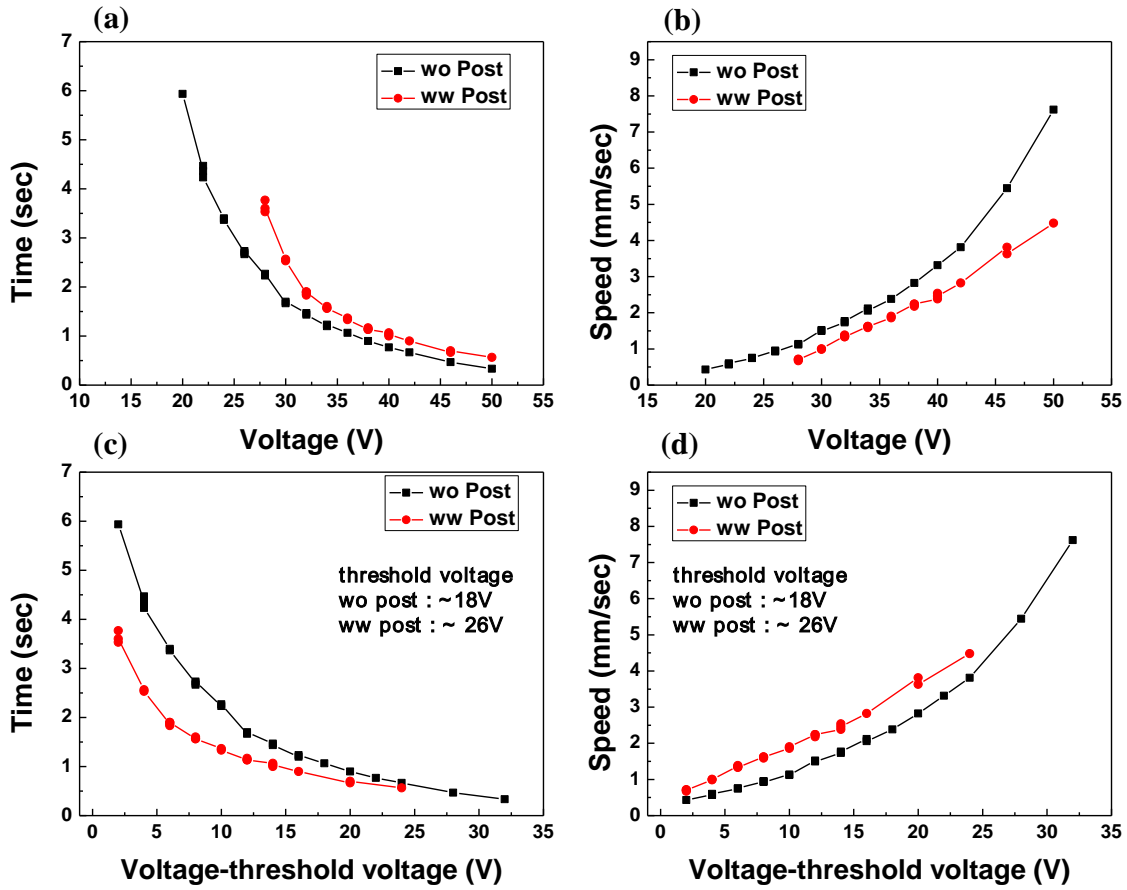 (a)
7
6
5
4
3
2
1
0
10 15 20 25 30 35 40 45 50 55
Time (sec)
Voltage (V)
wo Post
ww Post
(b)
9
8
7
6
5
4
3
2
1
0
15 20 25 30 35 40 45 50 55
Speed (mm/sec)
Voltage (V)
wo Post
ww Post
(c)
7
6
5
4
3
2
1
0
0 5 10 15 20 25 30 35
Time (sec)
Voltage-threshold voltage (V)
wo Post
ww Post
threshold voltage
wo post : ~18V
ww post : ~ 26V
(d)
9
8
7
6
5
4
3
2
1
0
0 5 10 15 20 25 30 35
Speed (mm/sec)
Voltage-threshold voltage (V)
wo Post
ww Post
threshold voltage
wo post : ~18V
ww post : ~ 26V